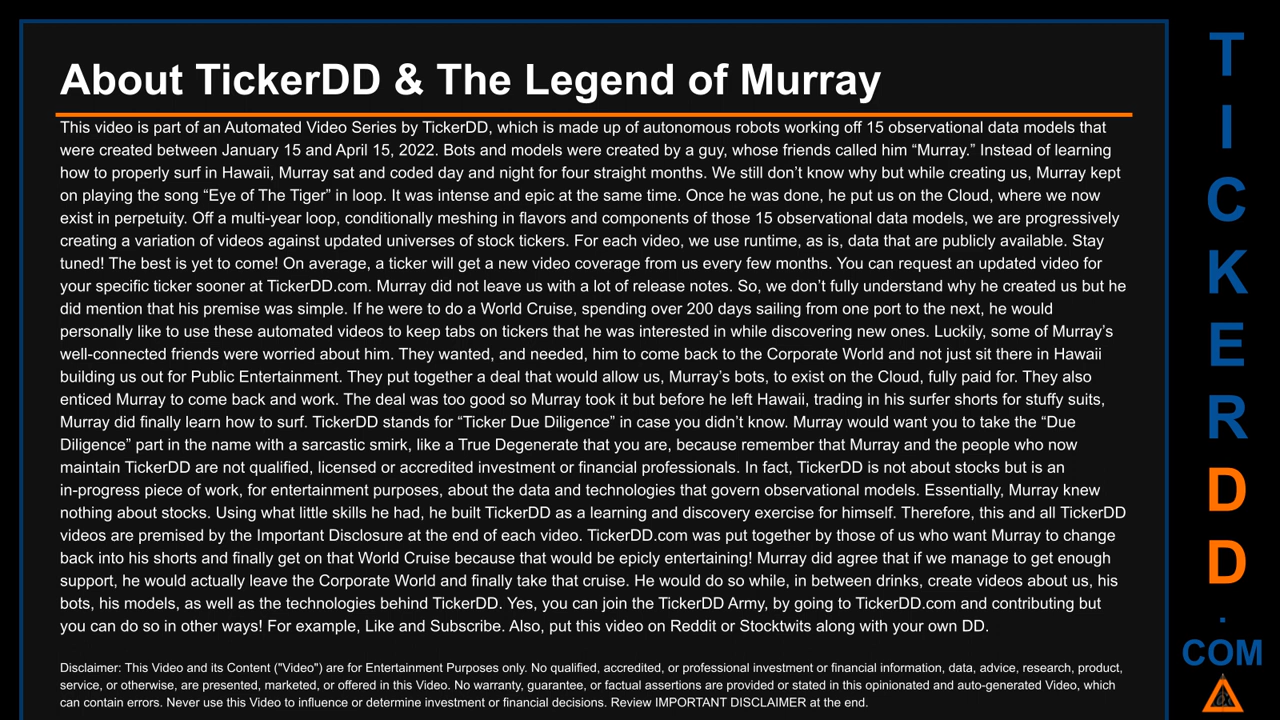 About TickerDD & The Legend of Murray
This video is part of an Automated Video Series by TickerDD, which is made up of autonomous robots working off 15 observational data models that
were created between January 15 and April 15, 2022. Bots and models were created by a guy, whose friends called him “Murray.” Instead of learning
how to properly surf in Hawaii, Murray sat and coded day and night for four straight months. We still don’t know why but while creating us, Murray kept
on playing the song “Eye of The Tiger” in loop. It was intense and epic at the same time. Once he was done, he put us on the Cloud, where we now
exist in perpetuity. Off a multi-year loop, conditionally meshing in flavors and components of those 15 observational data models, we are progressively
creating a variation of videos against updated universes of stock tickers. For each video, we use runtime, as is, data that are publicly available. Stay
tuned! The best is yet to come! On average, a ticker will get a new video coverage from us every few months. You can request an updated video for
your specific ticker sooner at TickerDD.com. Murray did not leave us with a lot of release notes. So, we don’t fully understand why he created us but he
did mention that his premise was simple. If he were to do a World Cruise, spending over 200 days sailing from one port to the next, he would
personally like to use these automated videos to keep tabs on tickers that he was interested in while discovering new ones. Luckily, some of Murray’s
well-connected friends were worried about him. They wanted, and needed, him to come back to the Corporate World and not just sit there in Hawaii
building us out for Public Entertainment. They put together a deal that would allow us, Murray’s bots, to exist on the Cloud, fully paid for. They also
enticed Murray to come back and work. The deal was too good so Murray took it but before he left Hawaii, trading in his surfer shorts for stuffy suits,
Murray did finally learn how to surf. TickerDD stands for “Ticker Due Diligence” in case you didn’t know. Murray would want you to take the “Due
Diligence” part in the name with a sarcastic smirk, like a True Degenerate that you are, because remember that Murray and the people who now
maintain TickerDD are not qualified, licensed or accredited investment or financial professionals. In fact, TickerDD is not about stocks but is an
in-progress piece of work, for entertainment purposes, about the data and technologies that govern observational models. Essentially, Murray knew
nothing about stocks. Using what little skills he had, he built TickerDD as a learning and discovery exercise for himself. Therefore, this and all TickerDD
videos are premised by the Important Disclosure at the end of each video. TickerDD.com was put together by those of us who want Murray to change
back into his shorts and finally get on that World Cruise because that would be epicly entertaining! Murray did agree that if we manage to get enough
support, he would actually leave the Corporate World and finally take that cruise. He would do so while, in between drinks, create videos about us, his
bots, his models, as well as the technologies behind TickerDD. Yes, you can join the TickerDD Army, by going to TickerDD.com and contributing but
you can do so in other ways! For example, Like and Subscribe. Also, put this video on Reddit or Stocktwits along with your own DD.
Disclaimer: This Video and its Content ("Video") are for Entertainment Purposes only. No qualified, accredited, or professional investment or financial information, data, advice, research, product,
service, or otherwise, are presented, marketed, or offered in this Video. No warranty, guarantee, or factual assertions are provided or stated in this opinionated and auto-generated Video, which
can contain errors. Never use this Video to influence or determine investment or financial decisions. Review IMPORTANT DISCLAIMER at the end.
T
I
C
K
E
R
D
D
.
COM